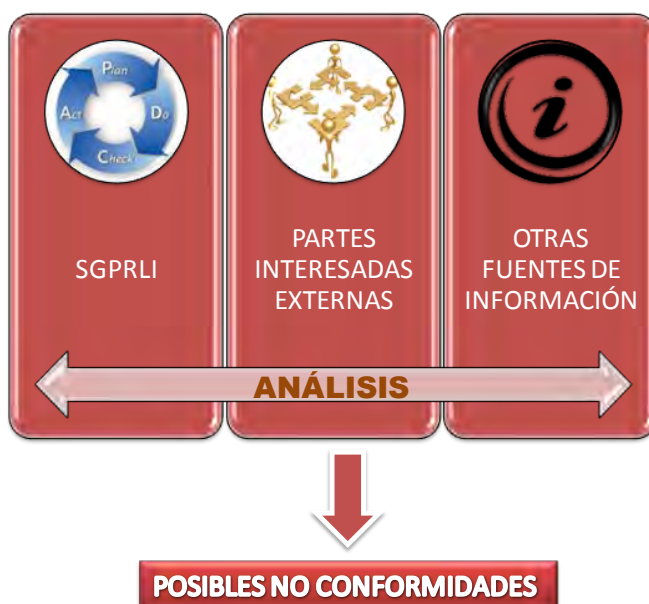 Plan
Act
Do
Check
i
SGPRLI
PARTES
INTERESADAS
EXTERNAS
OTRAS
FUENTES DE
INFORMACIÓN
ANÁLISIS
POSIBLES NO CONFORMIDADES